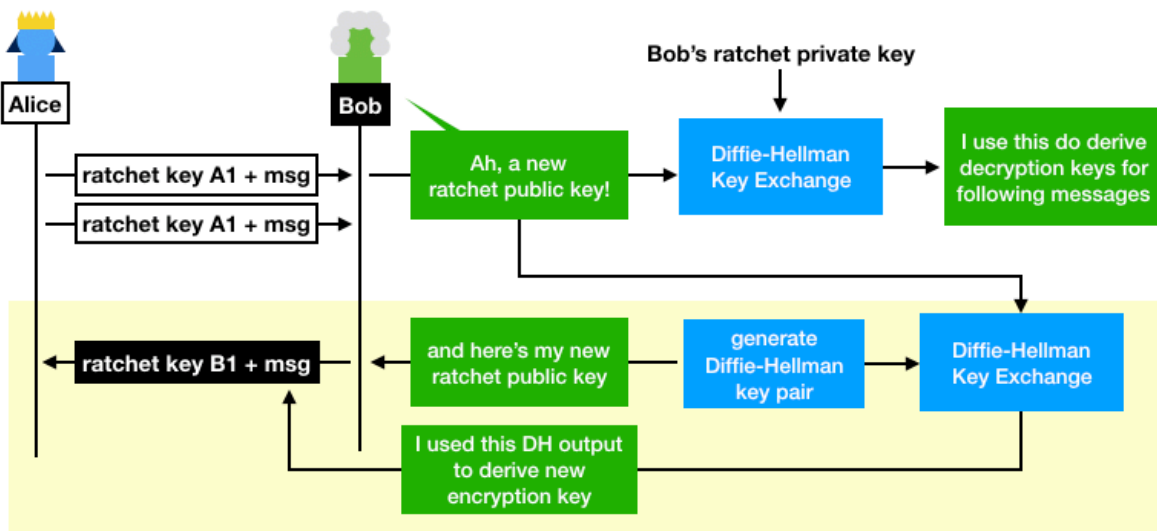 Alice
Bob
Bob's ratchet private key
ratchet key A1 + msg
ratchet key A1 + msg
Ah, a new
ratchet public key!
Diffie-Hellman
Key Exchange
I use this do derive
decryption keys for
following messages
ratchet key B1 + msg
and here's my new
ratchet public key
generate
Diffie-Hellman
key pair
Diffie-Hellman
Key Exchange
I used this DH output
to derive new
encryption key